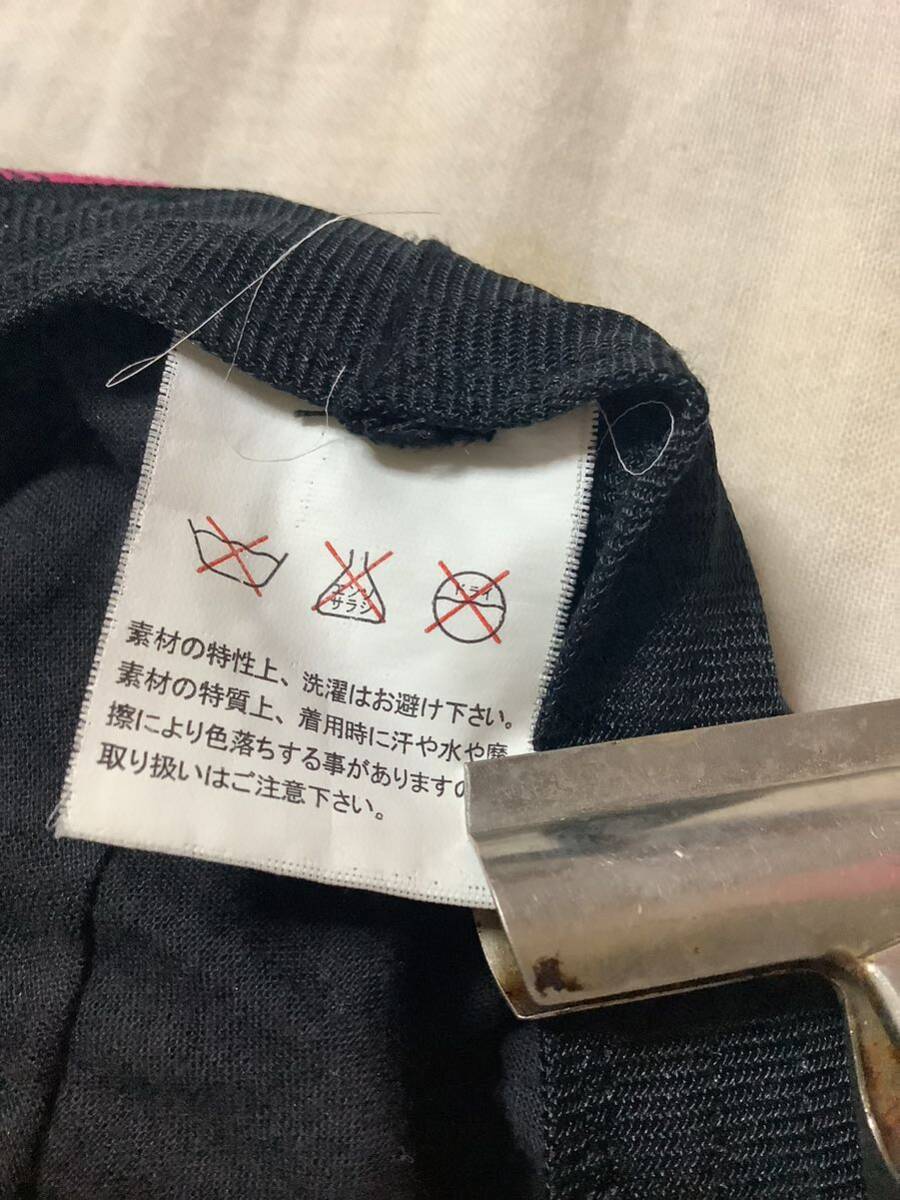 エンソ
サラシ
ドライ
素材の特性上、洗濯はお避け下さい。
素材の特質上、着用時に汗や水や摩
擦により色落ちする事がありますの
取り扱いはご注意下さい。